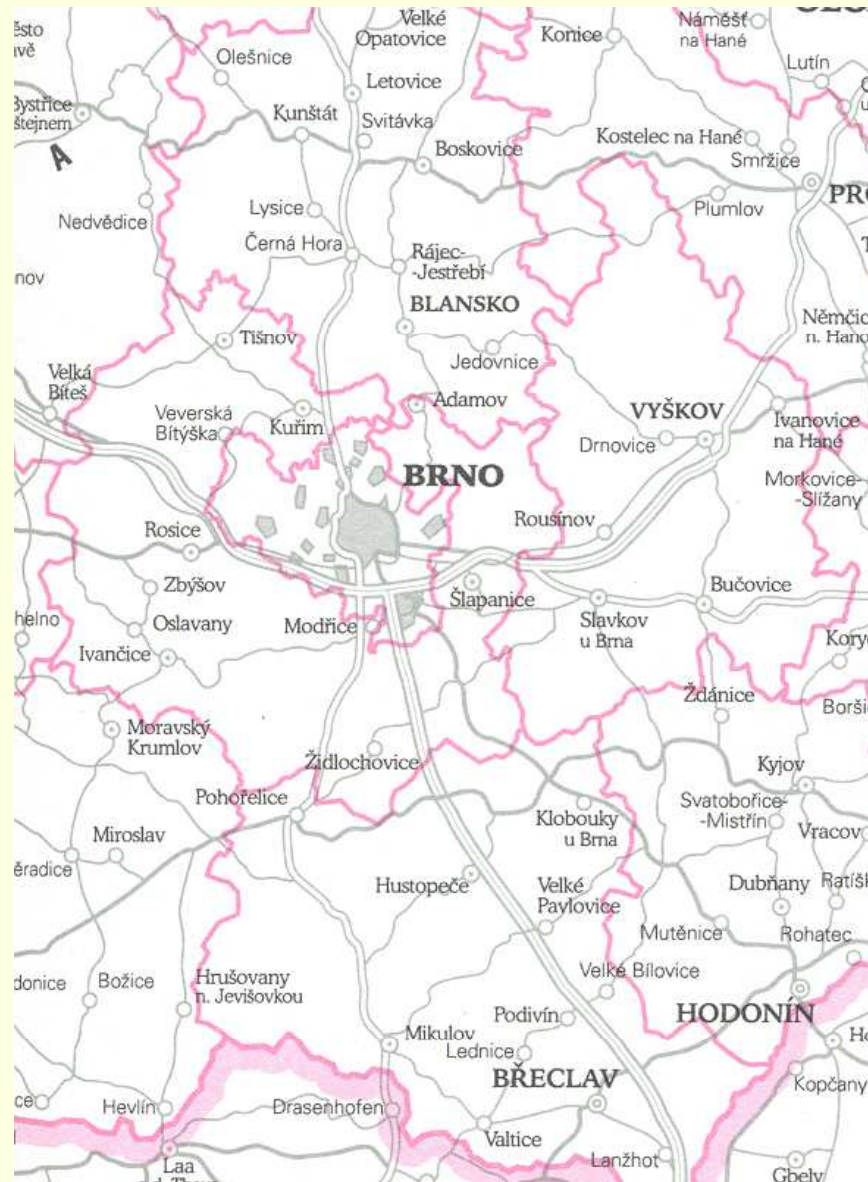 Velké
Opatovice
Konice
Náměšť
na Hané
Olešnice
Letovice
Lutín
Bystřice
Kunštát
Svitávka
Boskovice
Kostelec na Hané
Smržice
A
Nedvědice
Lysice
Plumlov
Černá Hora
Rájec-
-Jestřebí
BLANSKO
Tišnov
Jedovnice
Velká
Bíteš
Veverská
Bítýška
Kuřim
Adamov
VYŠKOV
Drnovice
Ivanovice
na Hané
BRNO
Morkovice-
-Slížany
Rosice
Rousínov
Zbýšov
Šlapanice
Bučovice
Oslavany
Modřice
Slavkov
u Brna
Ivančice
Ždánice
Moravský
Krumlov
Židlochovice
Kyjov
Pohořelice
Klobouky
u Brna
Svatobořice-
-Mistřín
Vracov
Miroslav
Hustopeče
Velké
Pavlovice
Dubňany
Mutěnice
Rohatec
Božice
Hrušovany
n. Jevišovkou
Velké Bílovice
Podivín
HODONÍN
Mikulov
Lednice
BŘECLAV
Kopčany
Hevlín
Drasenhofen
Valtice
Lanžhot
Laa
Gbely